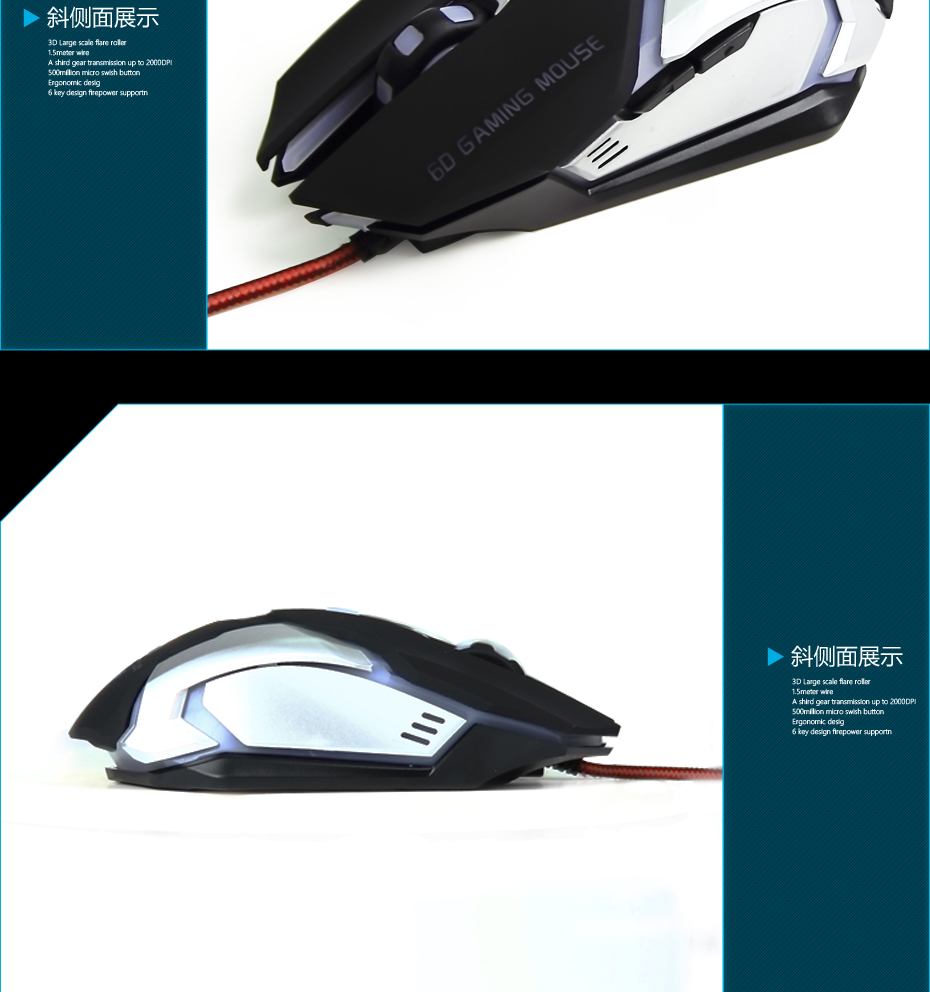 斜侧面展示
3D Large scale flare roller
1.5meter wire
A shird gear transmission up to 2000DPI
500million micro swish button
Ergonomic desig
6 key design firepower supportn
6D GAMING MOUSE
斜侧面展示
3D Large scale flare roller
1.5meter wire
A shird gear transmission up to 2000DPI
500million micro swish button
Ergonomic desig
6 key design firepower supportn